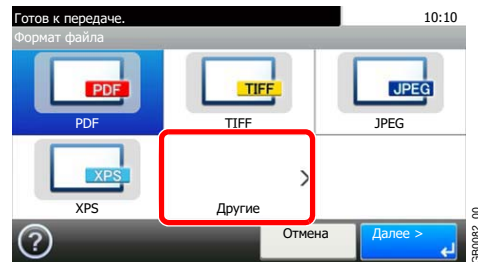 Готов к передаче. 10:10
Формат файла
PDF TIFF JPEG
PDF TIFF JPEG
XPS
XPS Другие
? Отмена Далее >
GB0082_00